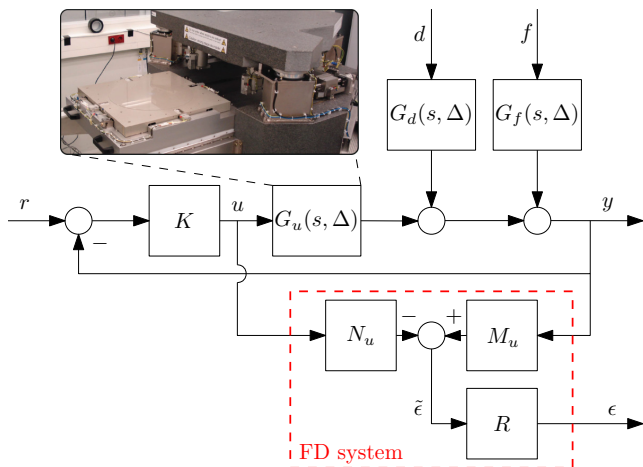 d
f
G_d(s, Δ)
G_f(s, Δ)
r
K
u
G_u(s, Δ)
y
−
N_u
−
+
M_u
ε̃
R
ϵ
FD system